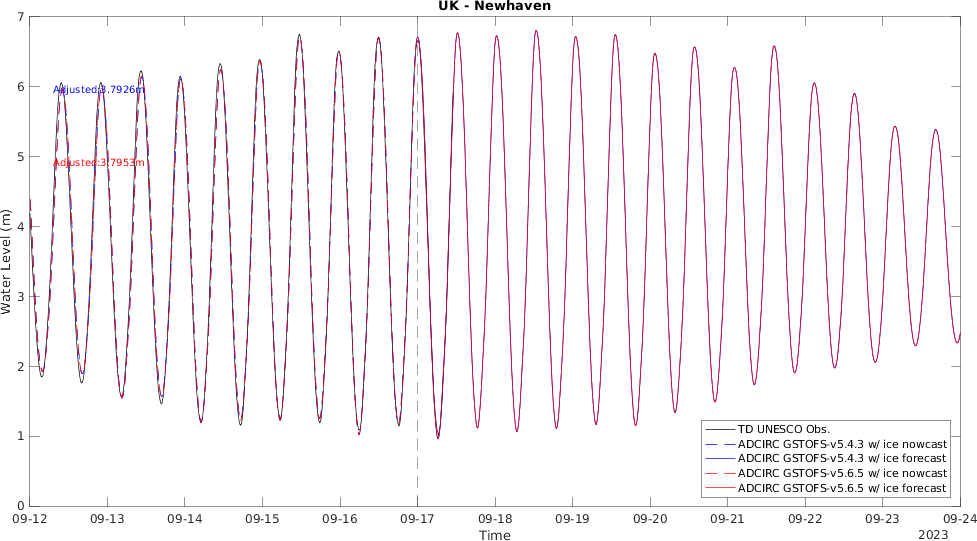 UK - Newhaven
7
6
5
4
3
2
1
0
Water Level (m)
Adjusted:3.7926m
Adjusted:3.7953m
TD UNESCO Obs.
ADCIRC GSTOFS-v5.4.3 w/ ice nowcast
ADCIRC GSTOFS-v5.4.3 w/ ice forecast
ADCIRC GSTOFS-v5.6.5 w/ ice nowcast
ADCIRC GSTOFS-v5.6.5 w/ ice forecast
09-12 09-13 09-14 09-15 09-16 09-17 09-18 09-19 09-20 09-21 09-22 09-23 09-24
Time
2023